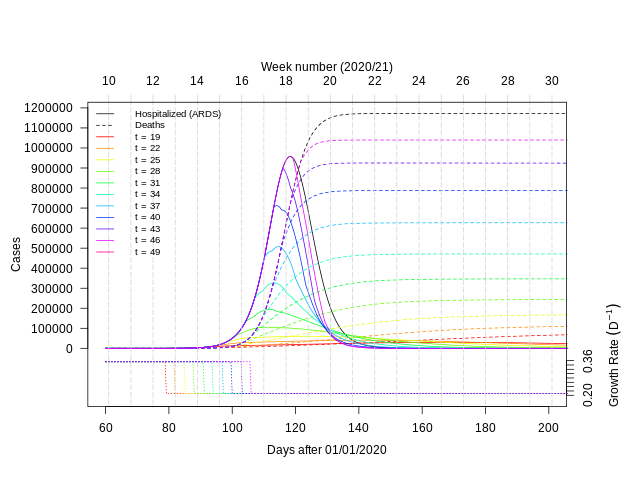 Week number (2020/21)
10 12 14 16 18 20 22 24 26 28 30
1200000
1100000
1000000
900000
800000
700000
600000
500000
400000
300000
200000
100000
0
Cases
Hospitalized (ARDS)
Deaths
t = 19
t = 22
t = 25
t = 28
t = 31
t = 34
t = 37
t = 40
t = 43
t = 46
t = 49
0.36
0.20
Growth Rate (D⁻¹)
60 80 100 120 140 160 180 200
Days after 01/01/2020